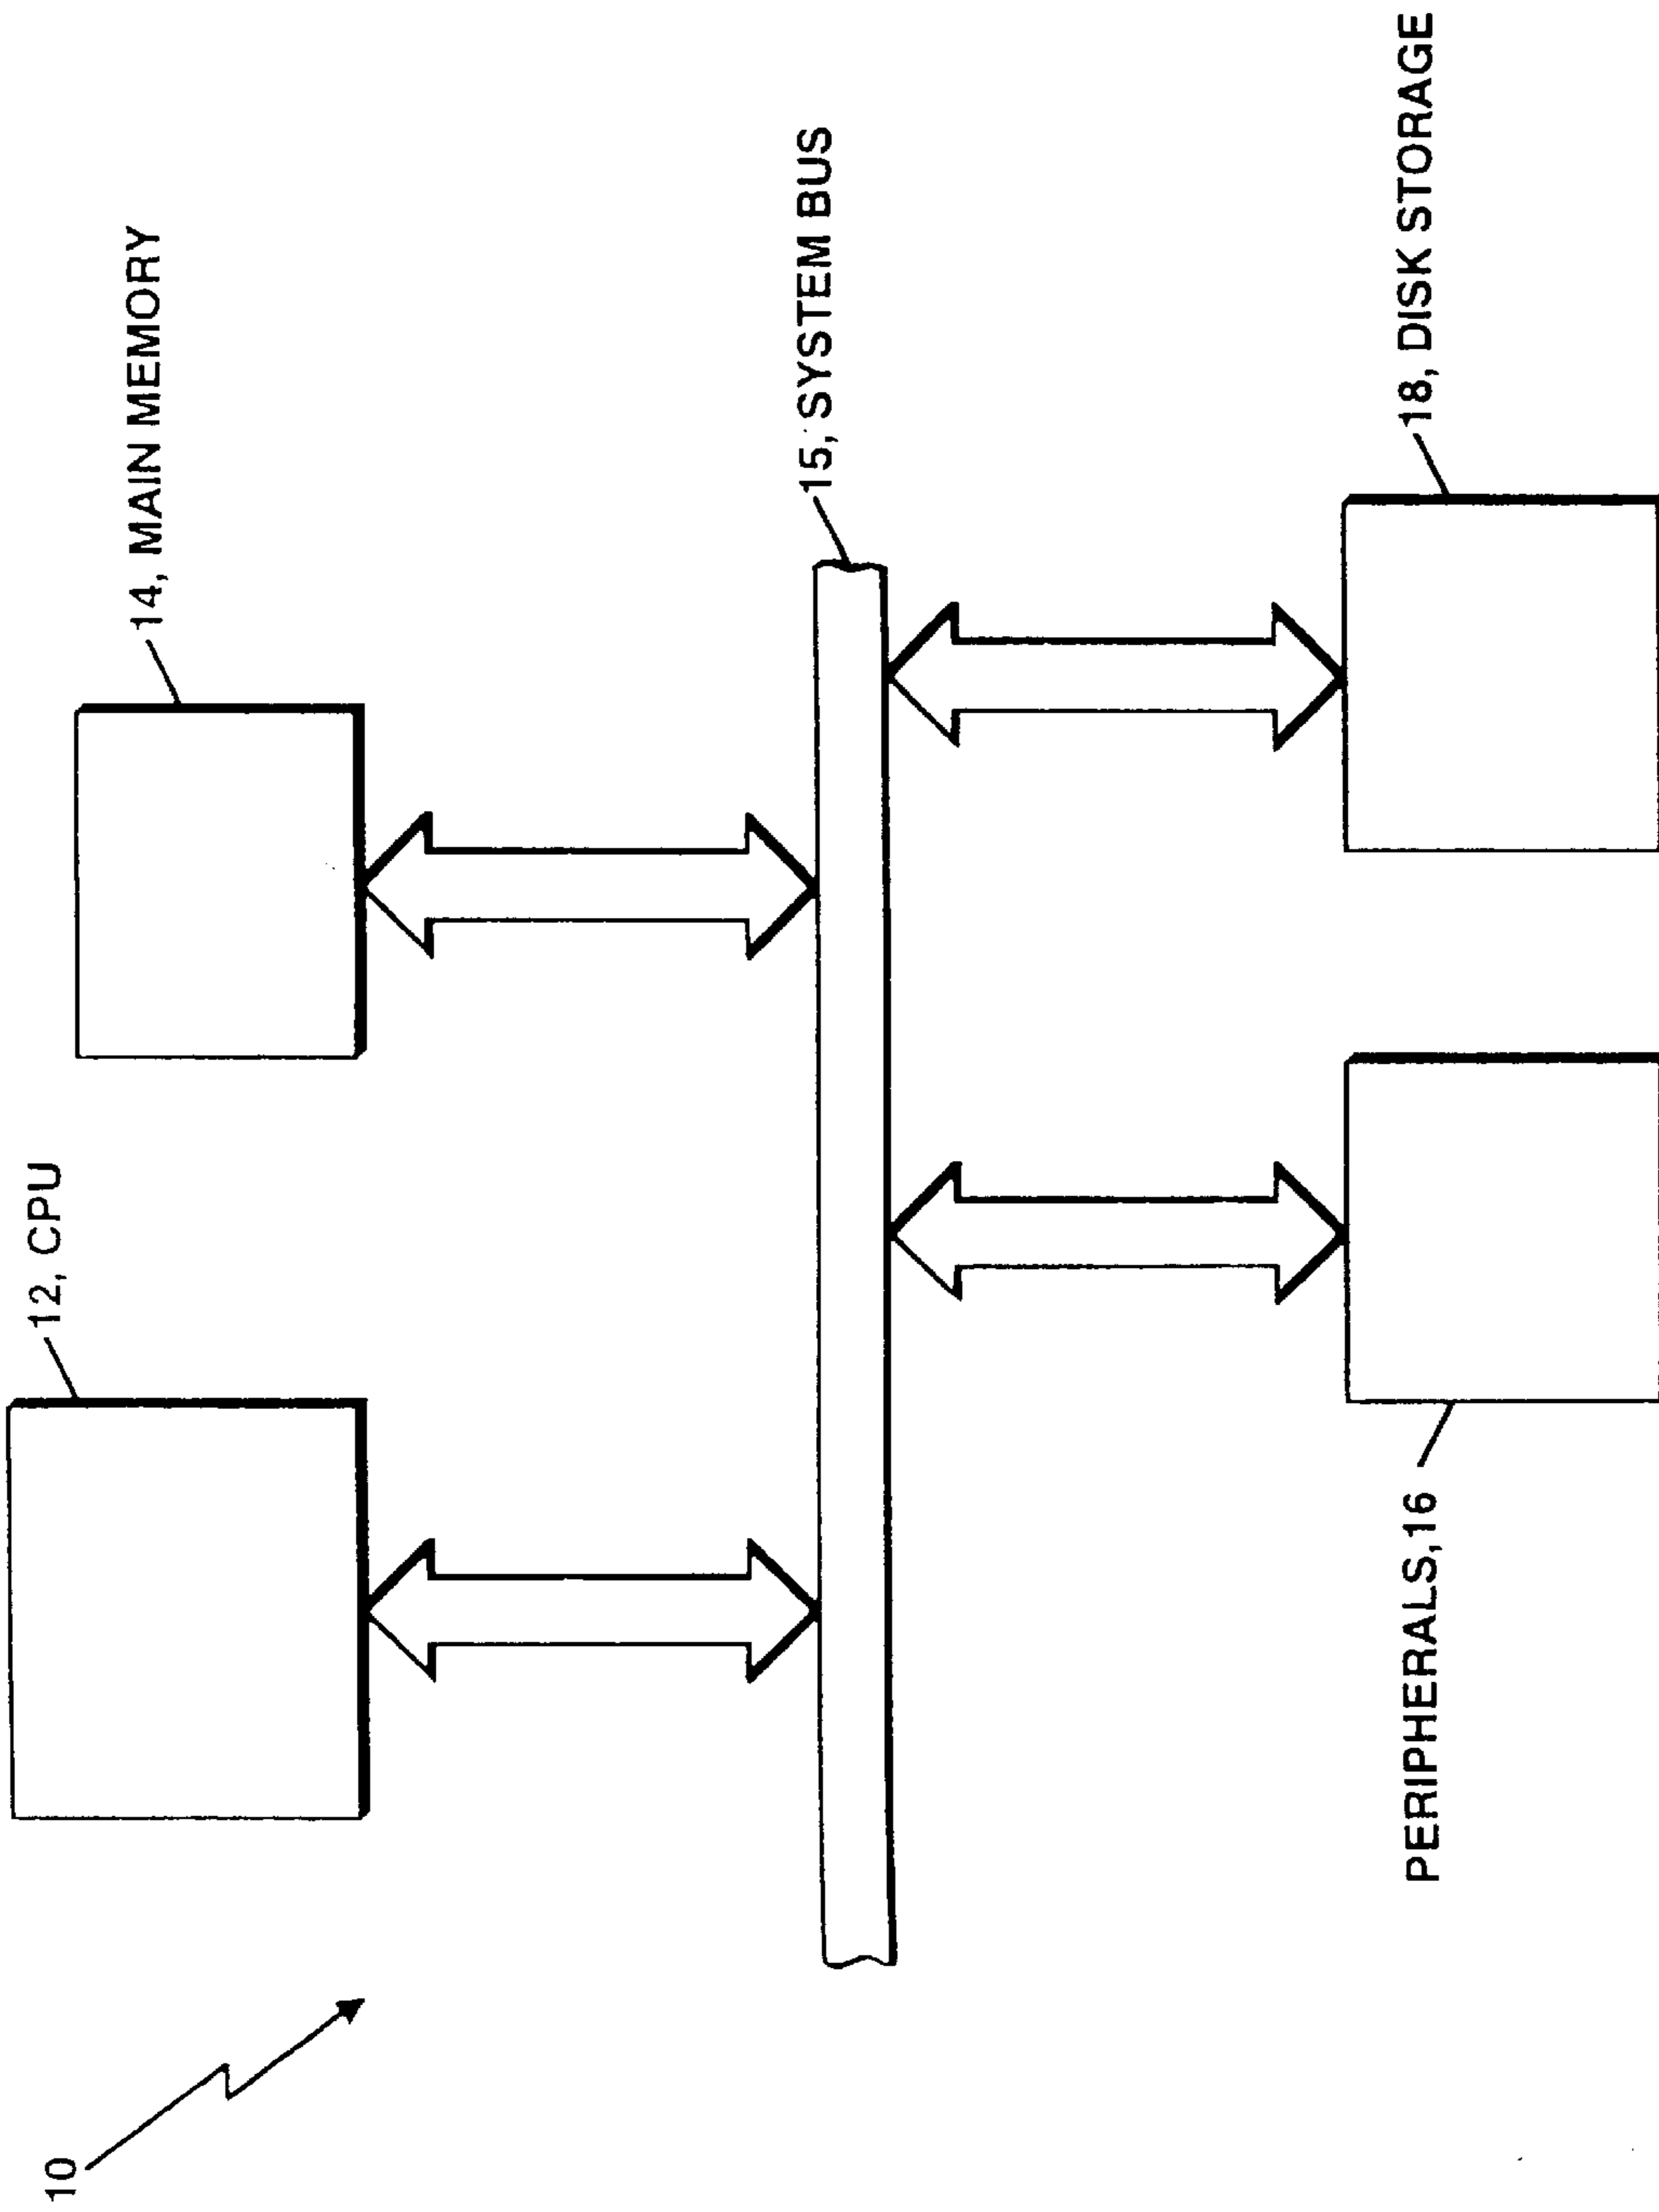 10
12, CPU
14, MAIN MEMORY
15, SYSTEM BUS
PERIPHERALS,16
18, DISK STORAGE